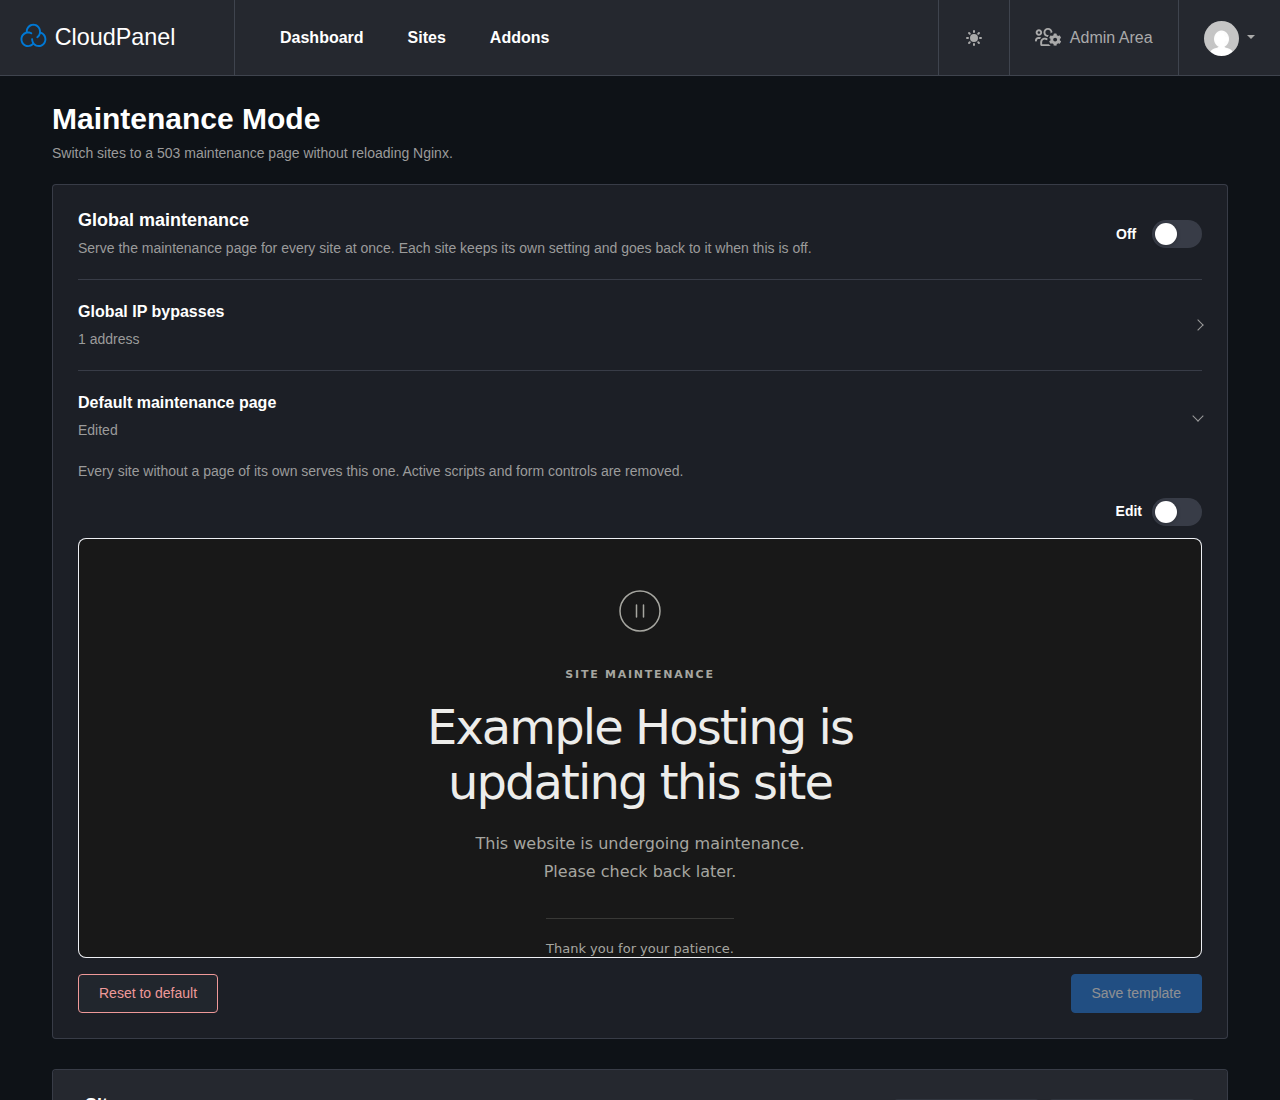 CloudPanel
Dashboard
Sites
Addons
Admin Area
Maintenance Mode
Switch sites to a 503 maintenance page without reloading Nginx.
Global maintenance
Serve the maintenance page for every site at once. Each site keeps its own setting and goes back to it when this is off.
Off
Global IP bypasses
1 address
Default maintenance page
Edited
Every site without a page of its own serves this one. Active scripts and form controls are removed.
Edit
SITE MAINTENANCE
Example Hosting is
updating this site
This website is undergoing maintenance.
Please check back later.
Thank you for your patience.
Reset to default
Save template